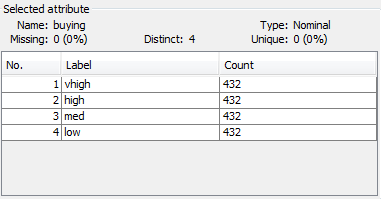 Selected attribute
Name: buying Type: Nominal
Missing: 0 (0%) Distinct: 4 Unique: 0 (0%)
No. Label Count
1 vhigh 432
2 high 432
3 med 432
4 low 432